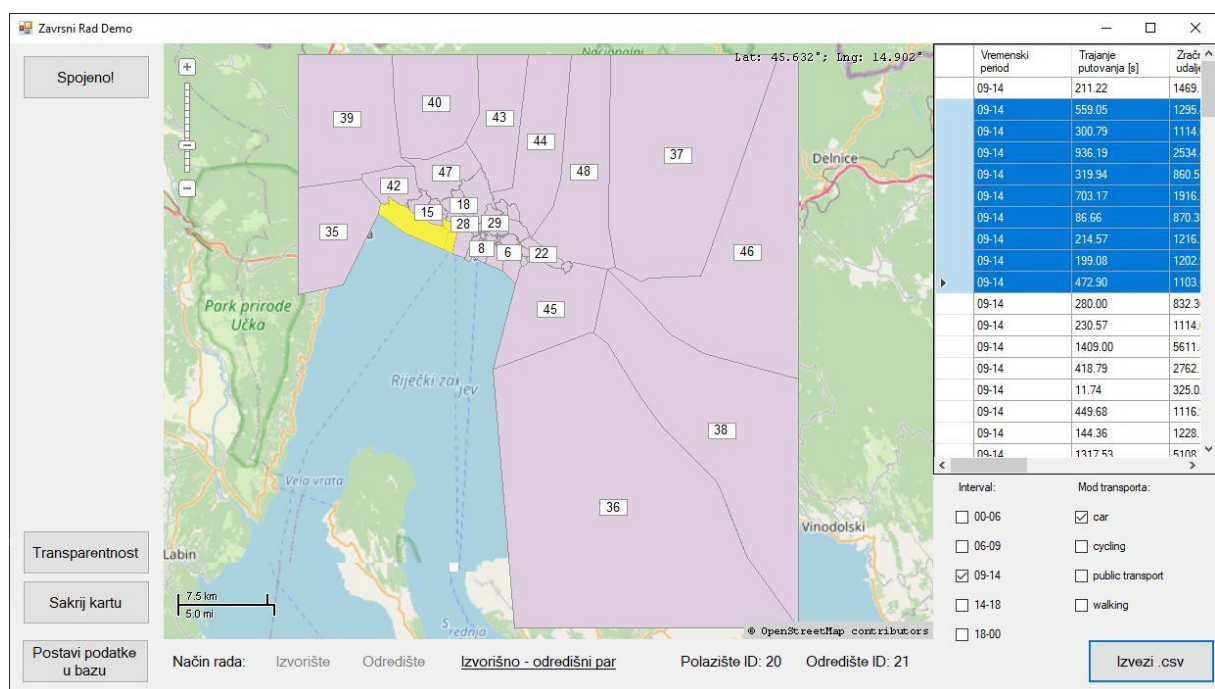 Zavrsni Rad Demo
Spojeno!
Transparentnost
Sakrij kartu
Postavi podatke
u bazu
Lat: 45.632°; Lng: 14.902°
39
40
43
44
37
48
47
42
18
15
28
29
35
8
6
22
46
45
38
36
Delnice
Park prirode
Učka
Riječki zaljev
Vela vrata
Labin
Vinodolski
Srednja
7.5 km
5.0 mi
© OpenStreetMap contributors
Način rada: Izvorište Odredište Izvorišno - odredišni par Polazište ID: 20 Odredište ID: 21
Vremenski period Trajanje putovanja [s]
09-14 211.22 1469.
09-14 559.05 1295.
09-14 300.79 1114.
09-14 936.19 2534.
09-14 319.94 860.5
09-14 703.17 1916.
09-14 86.66 870.3
09-14 214.57 1216.
09-14 199.08 1202.
09-14 472.90 1103.
09-14 280.00 832.3
09-14 230.57 1114.
09-14 1409.00 5611.
09-14 418.79 2762.
09-14 11.74 325.0
09-14 449.68 1116.
09-14 144.36 1228.
09-14 1317.53 5108.
Interval: Mod transporta:
00-06 car
06-09 cycling
09-14 public transport
14-18 walking
18-00
Izvezi .csv